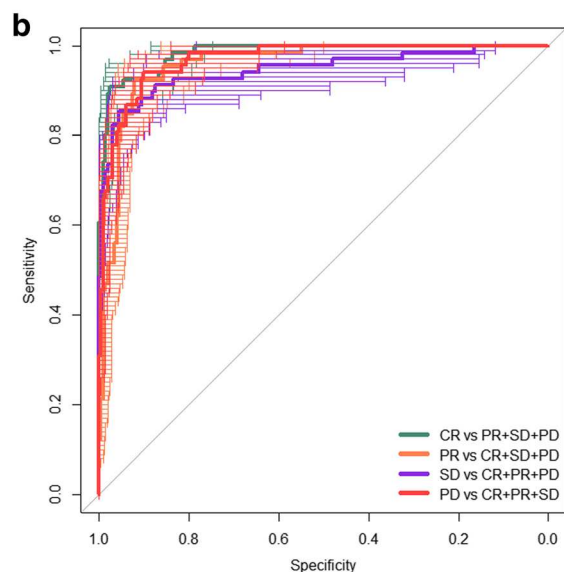 b
1.0
0.8
0.6
0.4
0.2
0.0
Sensitivity
CR vs PR+SD+PD
PR vs CR+SD+PD
SD vs CR+PR+PD
PD vs CR+PR+SD
1.0 0.8 0.6 0.4 0.2 0.0
Specificity